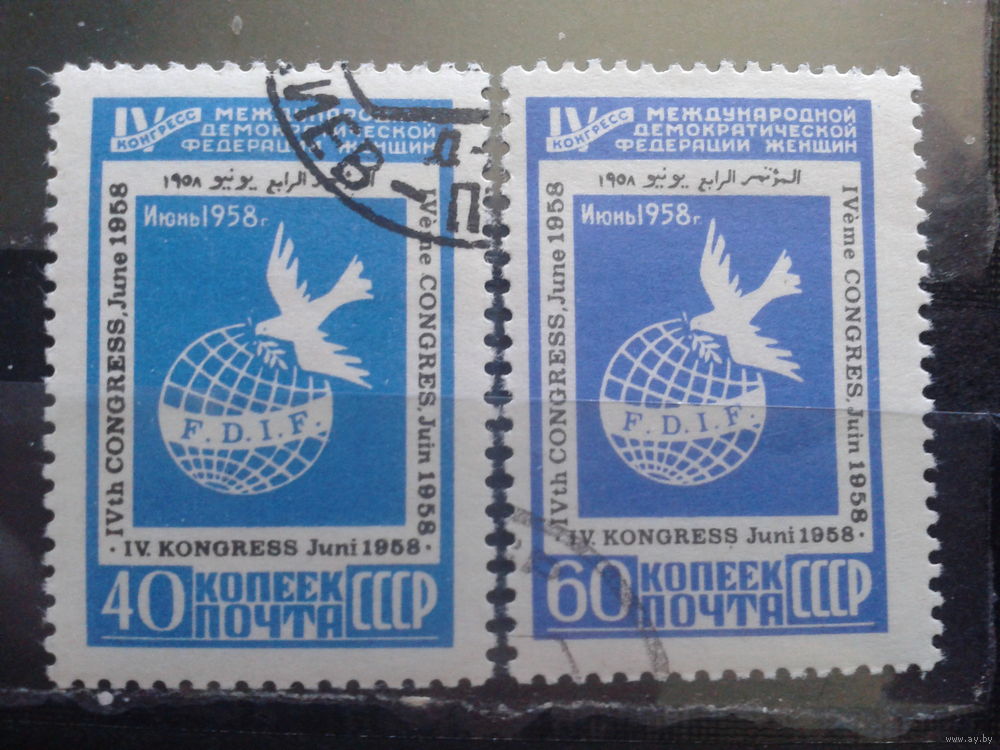 IV
КОНГРЕСС
МЕЖДУНАРОДНОЙ
ДЕМОКРАТИЧЕСКОЙ
ФЕДЕРАЦИИ ЖЕНЩИН
المؤتمر الرابع يونيو ١٩٥٨
Июнь 1958 г.
IVth CONGRESS, June 1958
IVème CONGRES, Juin 1958
F. D. I. F.
· IV. KONGRESS Juni 1958 ·
40 КОПЕЕК
ПОЧТА
СССР
ИЕВ-П
Д-
IV
КОНГРЕСС
МЕЖДУНАРОДНОЙ
ДЕМОКРАТИЧЕСКОЙ
ФЕДЕРАЦИИ ЖЕНЩИН
المؤتمر الرابع يونيو ١٩٥٨
Июнь 1958 г.
IVth CONGRESS, June 1958
IVème CONGRES, Juin 1958
F. D. I. F.
· IV. KONGRESS Juni 1958 ·
60 КОПЕЕК
ПОЧТА
СССР
www.ay.by